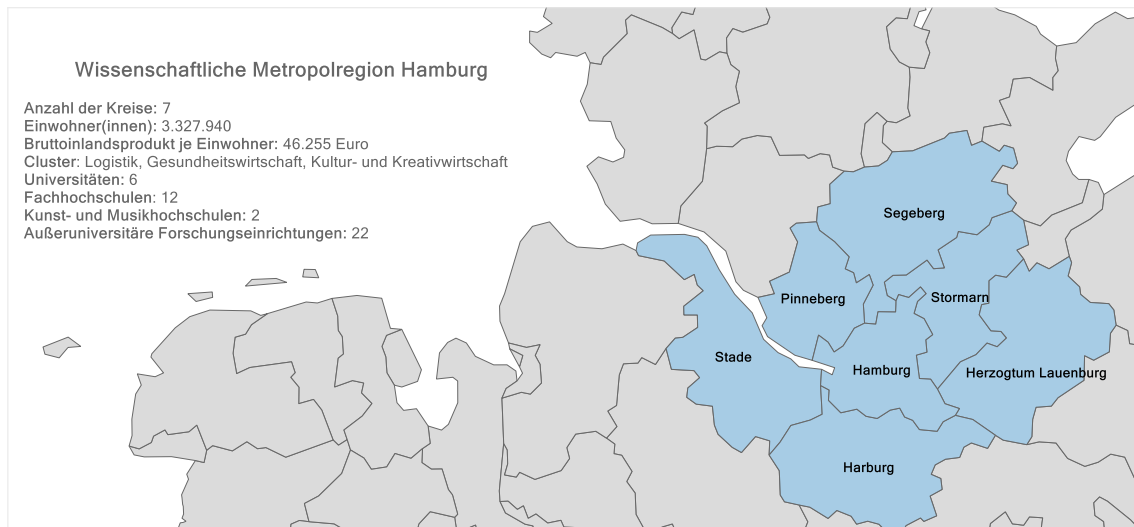 Wissenschaftliche Metropolregion Hamburg
Anzahl der Kreise: 7
Einwohner(innen): 3.327.940
Bruttoinlandsprodukt je Einwohner: 46.255 Euro
Cluster: Logistik, Gesundheitswirtschaft, Kultur- und Kreativwirtschaft
Universitäten: 6
Fachhochschulen: 12
Kunst- und Musikhochschulen: 2
Außeruniversitäre Forschungseinrichtungen: 22
Segeberg
Pinneberg
Stormarn
Stade
Hamburg
Herzogtum Lauenburg
Harburg